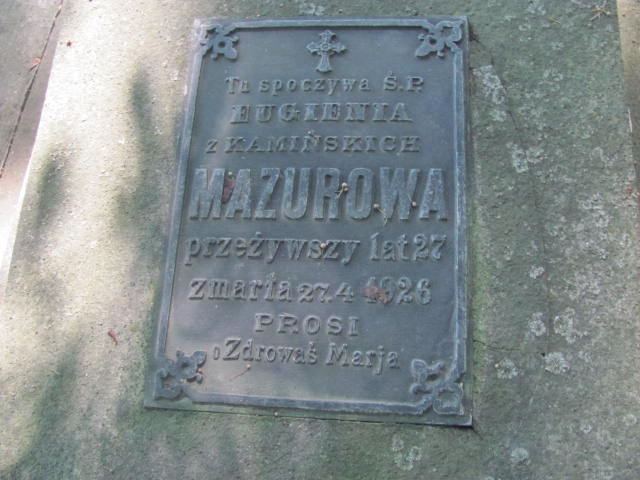 Tu spoczywa Ś.P.
EUGIENIA
z KAMIŃSKICH
MAZUROWA
przeżywszy lat 27
zmarła 27.4 1926
PROSI
o Zdrowaś Marja